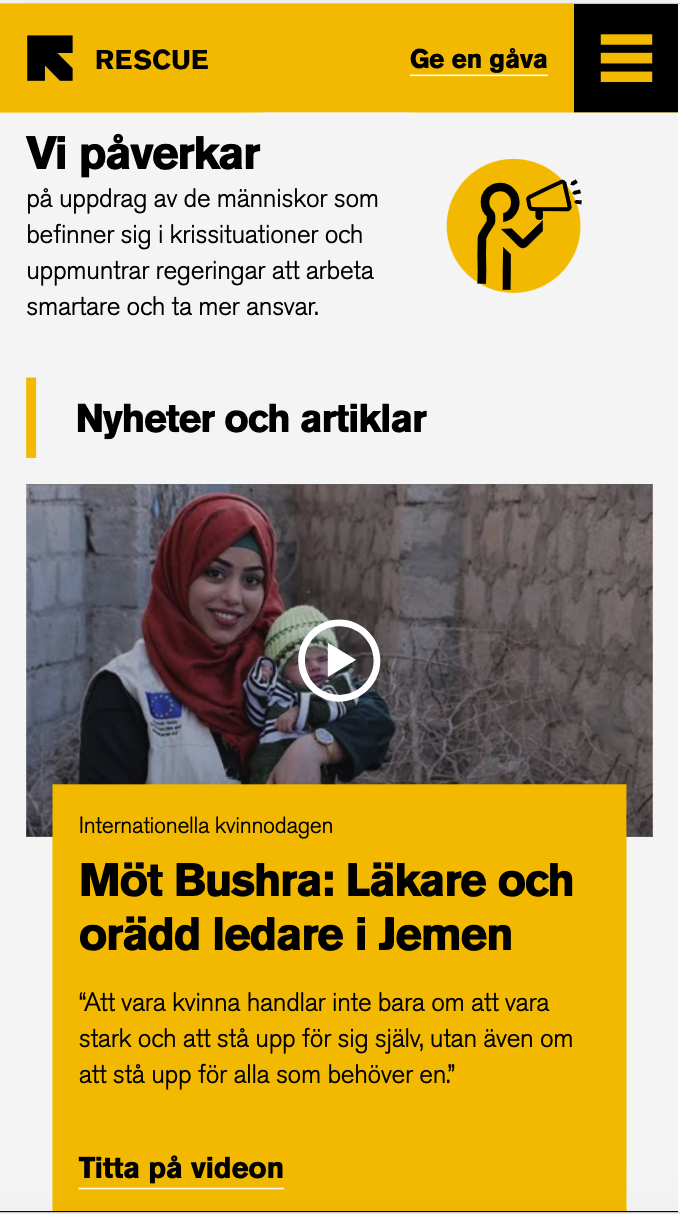 RESCUE
Ge en gåva
Vi påverkar
på uppdrag av de människor som
befinner sig i krissituationer och
uppmuntrar regeringar att arbeta
smartare och ta mer ansvar.
Nyheter och artiklar
Internationella kvinnodagen
Möt Bushra: Läkare och
orädd ledare i Jemen
“Att vara kvinna handlar inte bara om att vara
stark och att stå upp för sig själv, utan även om
att stå upp för alla som behöver en.”
Titta på videon